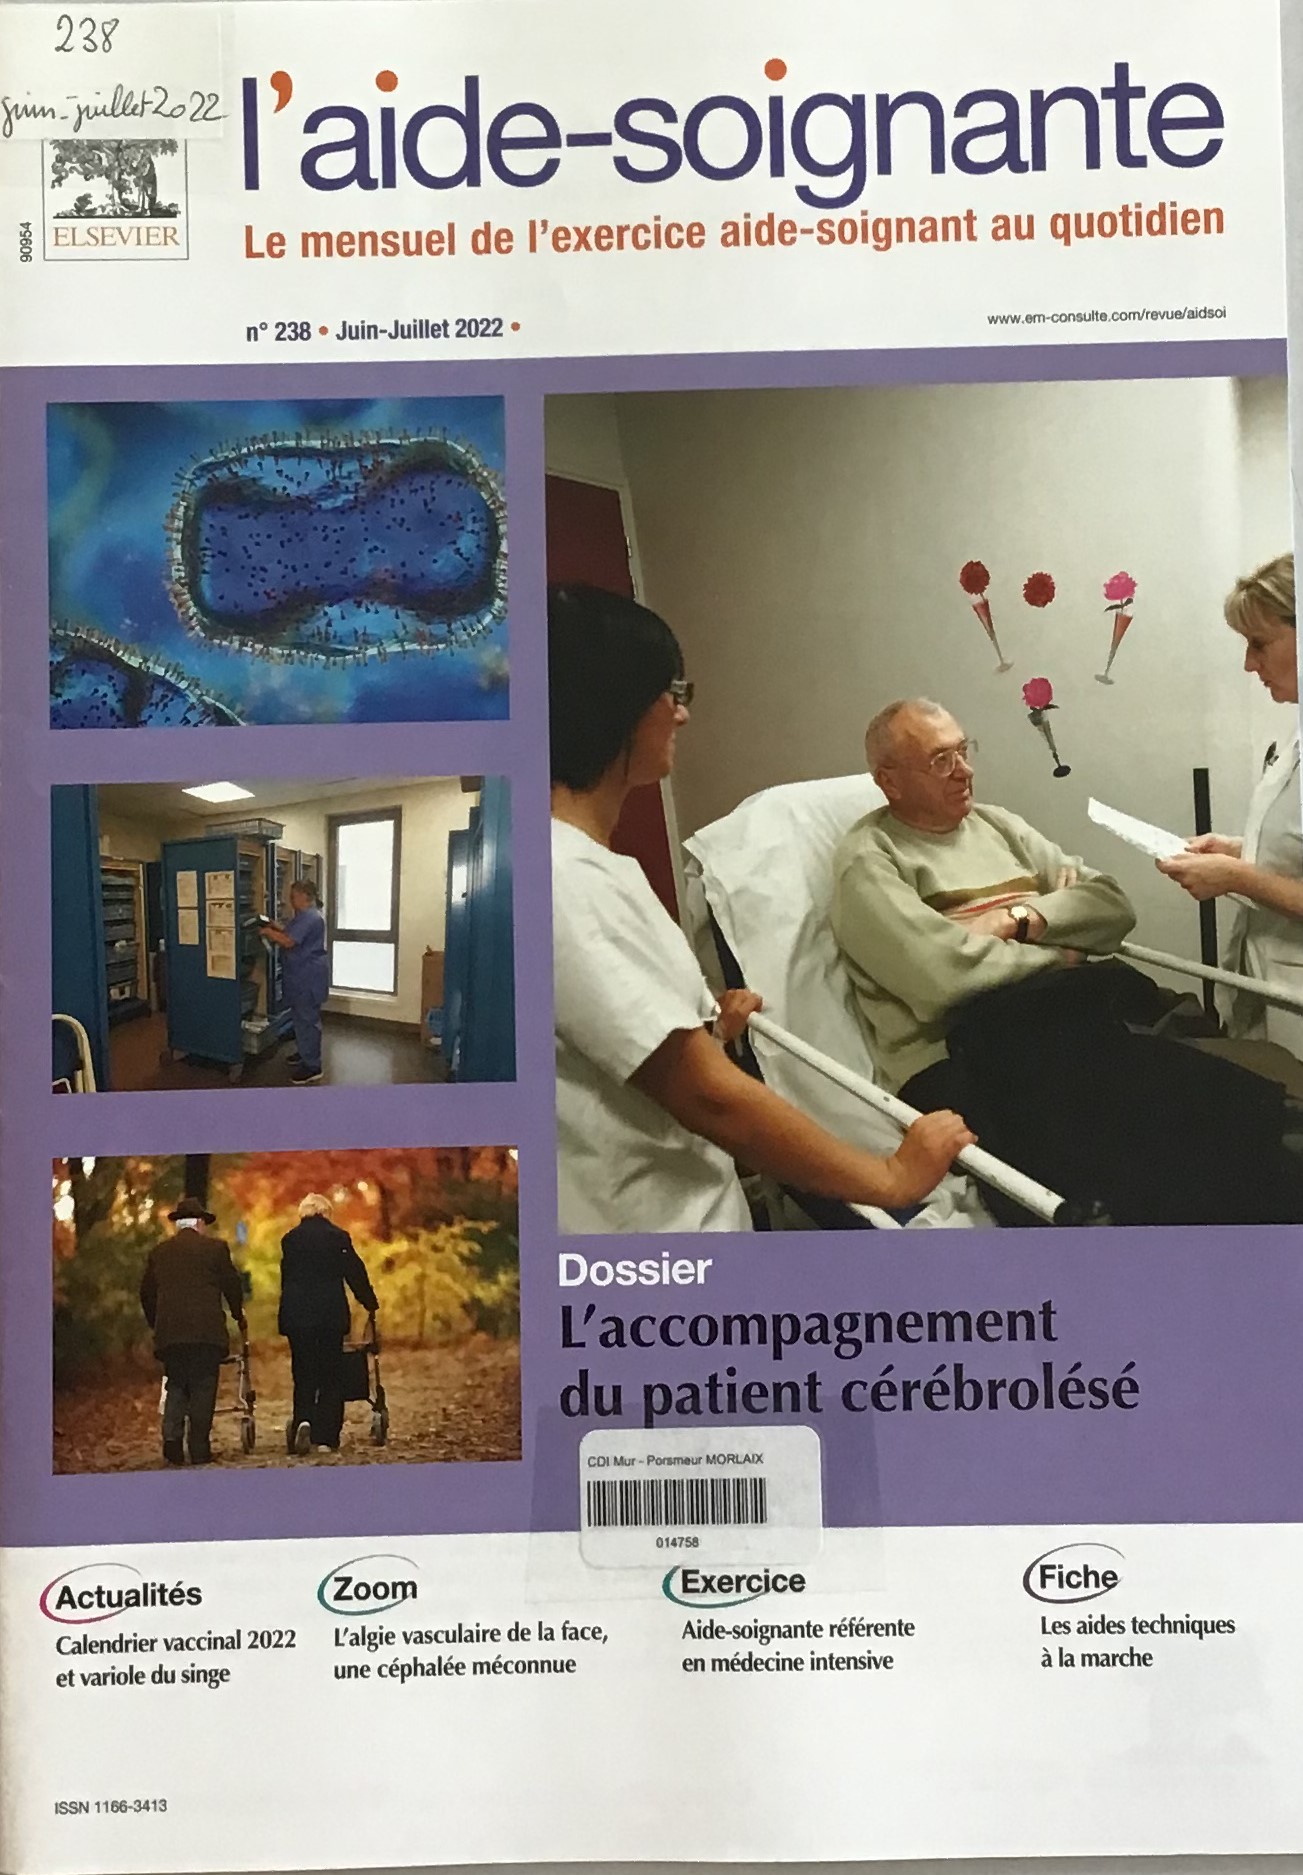 238
juin-juillet 2022
l'aide-soignante
ELSEVIER
90954
Le mensuel de l'exercice aide-soignant au quotidien
n° 238 • Juin-Juillet 2022 •
www.em-consulte.com/revue/aidsoi
Dossier
L'accompagnement
du patient cérébrolésé
CDI Mur - Porsmeur MORLAIX
014758
Actualités
Calendrier vaccinal 2022
et variole du singe
Zoom
L'algie vasculaire de la face,
une céphalée méconnue
Exercice
Aide-soignante référente
en médecine intensive
Fiche
Les aides techniques
à la marche
ISSN 1166-3413